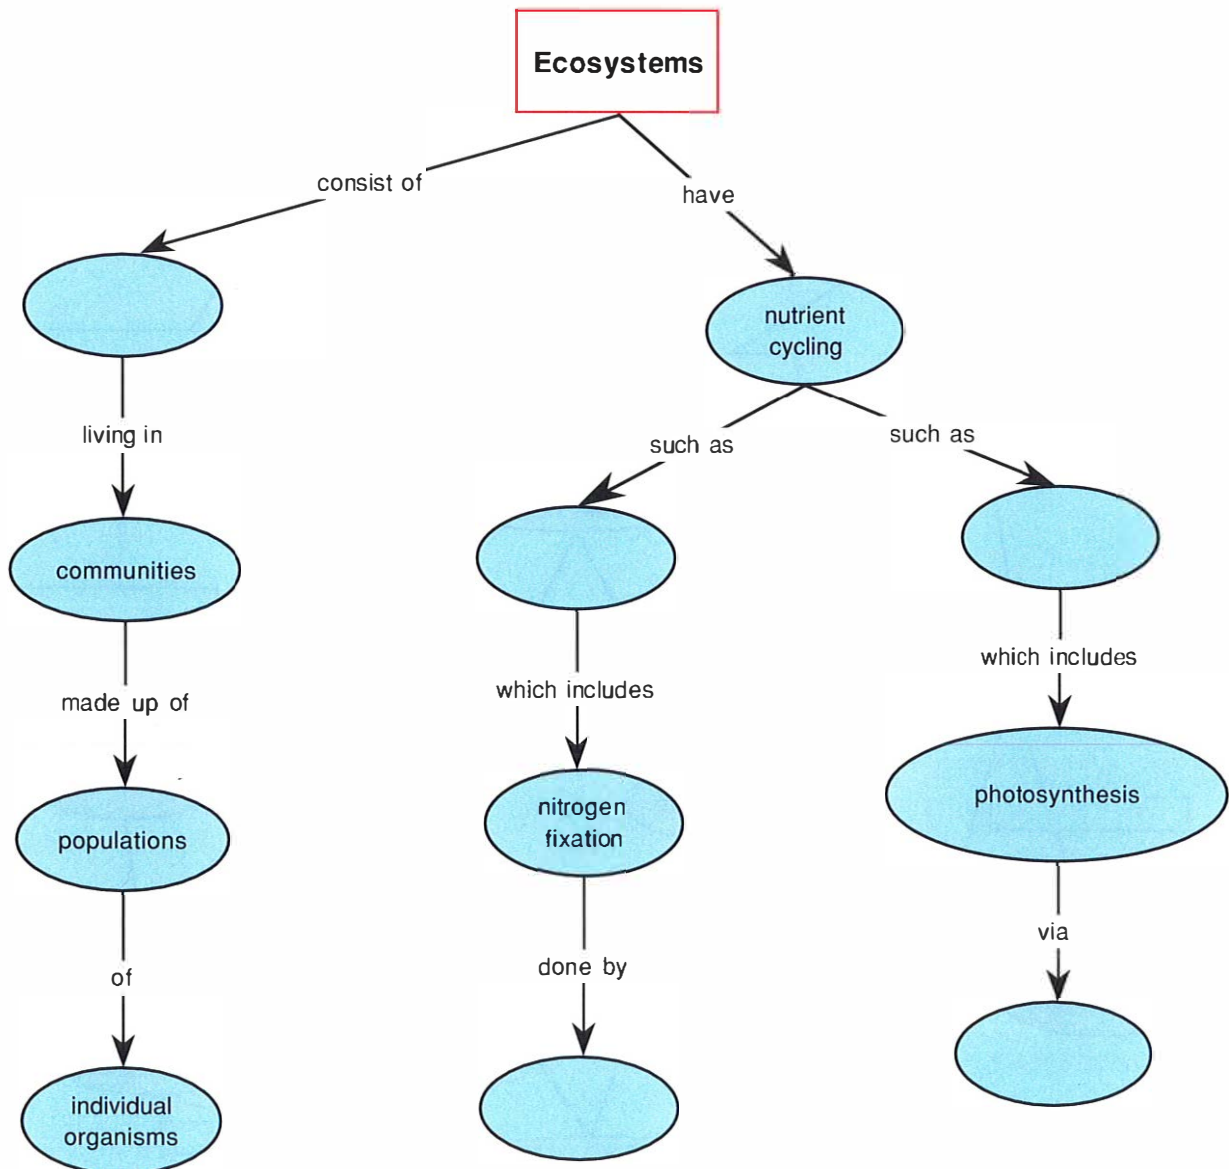 Ecosystems
consist of
have
nutrient
cycling
living in
such as
such as
communities
which includes
which includes
made up of
nitrogen
fixation
photosynthesis
populations
via
done by
of
individual
organisms